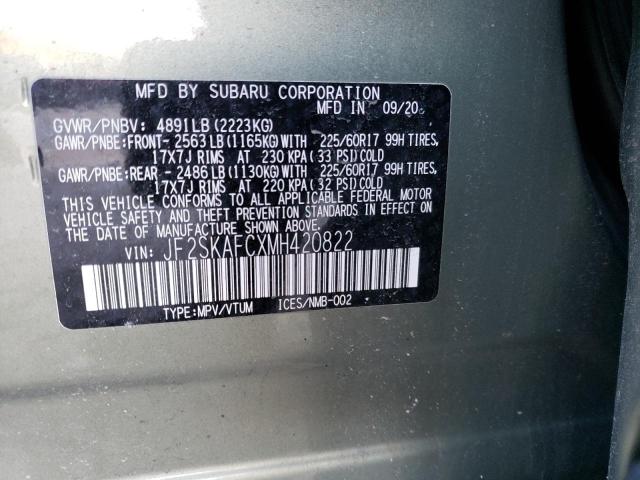 MFD BY SUBARU CORPORATION
MFD IN 09/20
GVWR/PNBV: 4891LB (2223KG)
GAWR/PNBE:FRONT- 2563LB (1165KG)WITH 225/60R17 99H TIRES,
17X7J RIMS AT 230 KPA (33 PSI)COLD
GAWR/PNBE:REAR - 2486LB (1130KG)WITH 225/60R17 99H TIRES,
17X7J RIMS AT 220 KPA (32 PSI)COLD
THIS VEHICLE CONFORMS TO ALL APPLICABLE FEDERAL MOTOR
VEHICLE SAFETY AND THEFT PREVENTION STANDARDS IN EFFECT ON
THE DATE OF MANUFACTURE SHOWN ABOVE.
VIN: JF2SKAFCXMH420822
TYPE:MPV/VTUM ICES/NMB-002